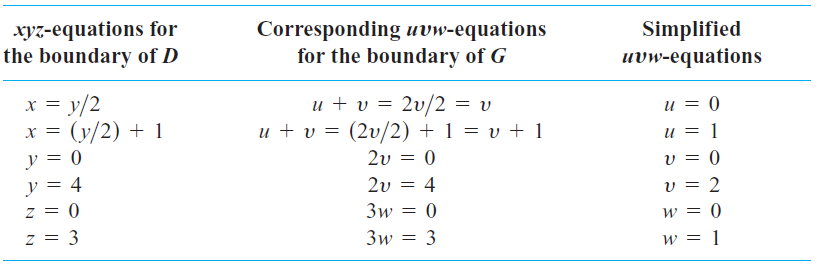 xyz-equations for Corresponding uvw-equations Simplified
the boundary of D for the boundary of G uvw-equations
x = y/2 u + v = 2v/2 = v u = 0
x = (y/2) + 1 u + v = (2v/2) + 1 = v + 1 u = 1
y = 0 2v = 0 v = 0
y = 4 2v = 4 v = 2
z = 0 3w = 0 w = 0
z = 3 3w = 3 w = 1